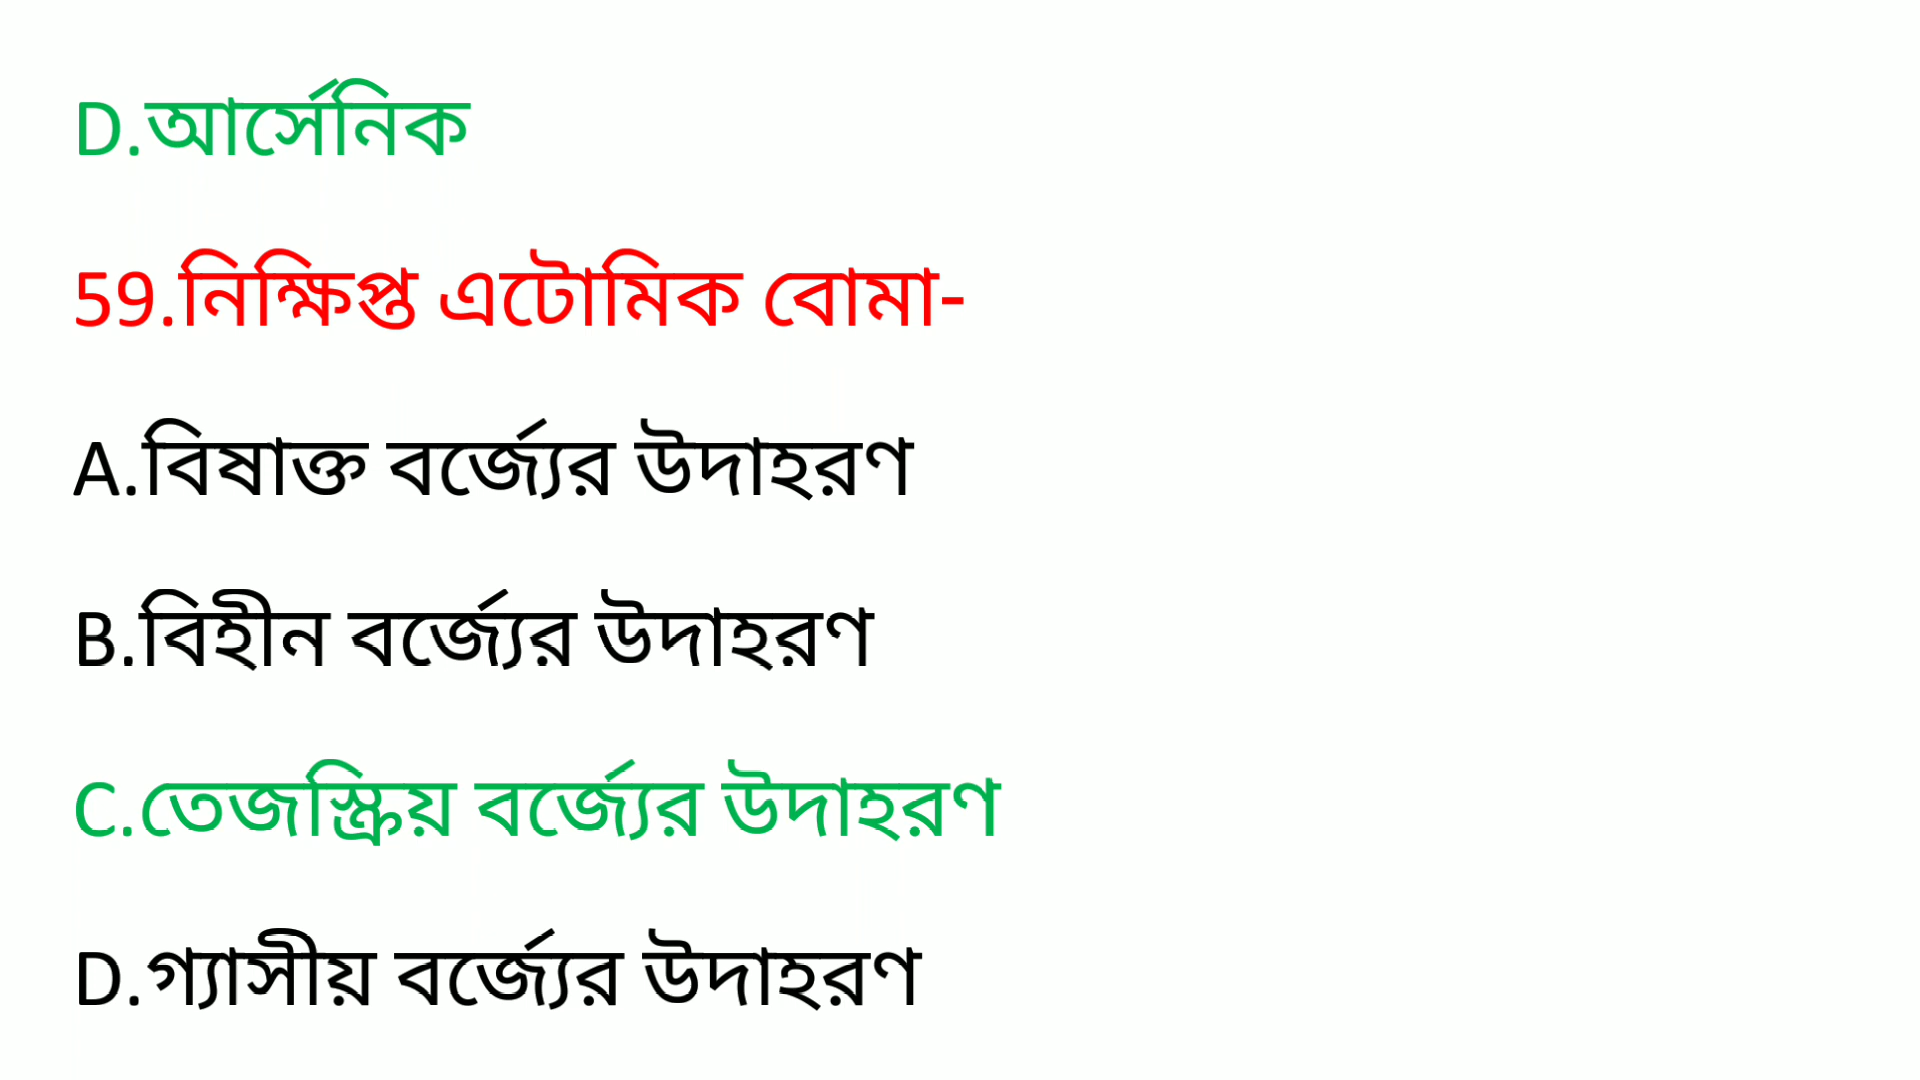 D.আর্সেনিক
59.নিক্ষিপ্ত এটোমিক বোমা-
A.বিষাক্ত বর্জ্যের উদাহরণ
B.বিহীন বর্জ্যের উদাহরণ
C.তেজস্ক্রিয় বর্জ্যের উদাহরণ
D.গ্যাসীয় বর্জ্যের উদাহরণ